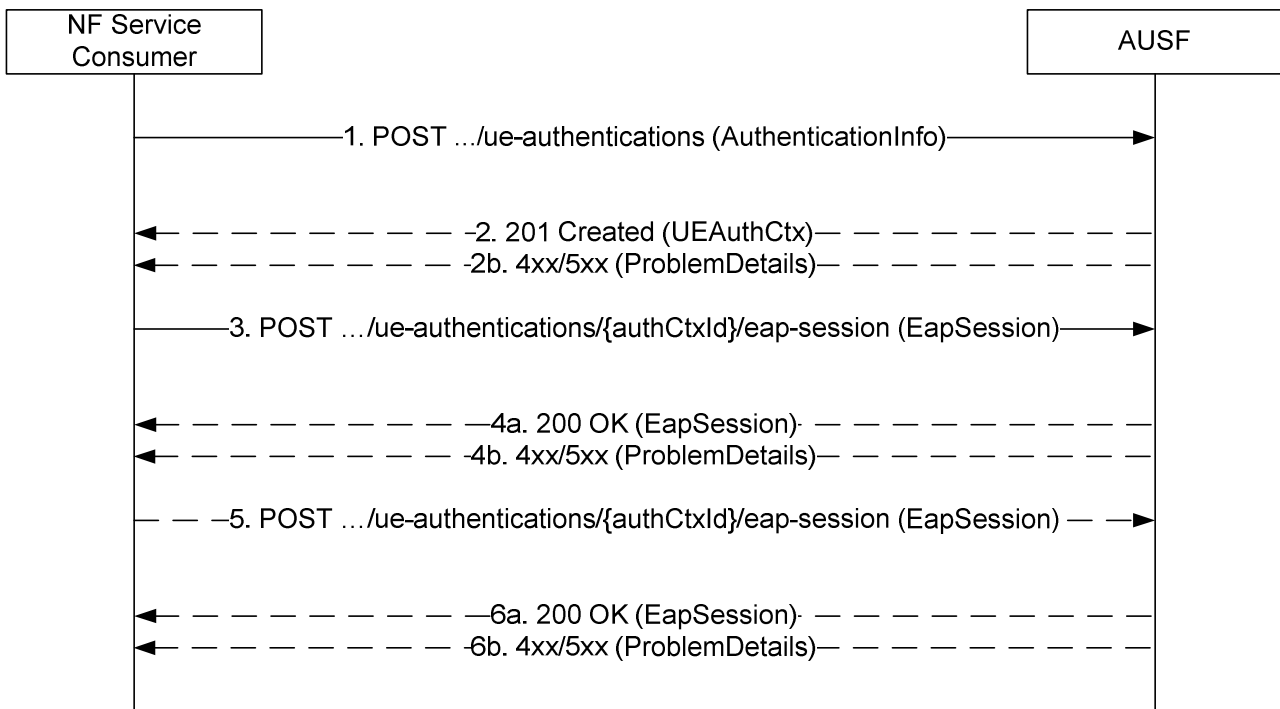 NF Service
Consumer
AUSF
1. POST .../ue-authentications (AuthenticationInfo)
2. 201 Created (UEAuthCtx)
2b. 4xx/5xx (ProblemDetails)
3. POST .../ue-authentications/{authCtxId}/eap-session (EapSession)
4a. 200 OK (EapSession)
4b. 4xx/5xx (ProblemDetails)
5. POST .../ue-authentications/{authCtxId}/eap-session (EapSession)
6a. 200 OK (EapSession)
6b. 4xx/5xx (ProblemDetails)